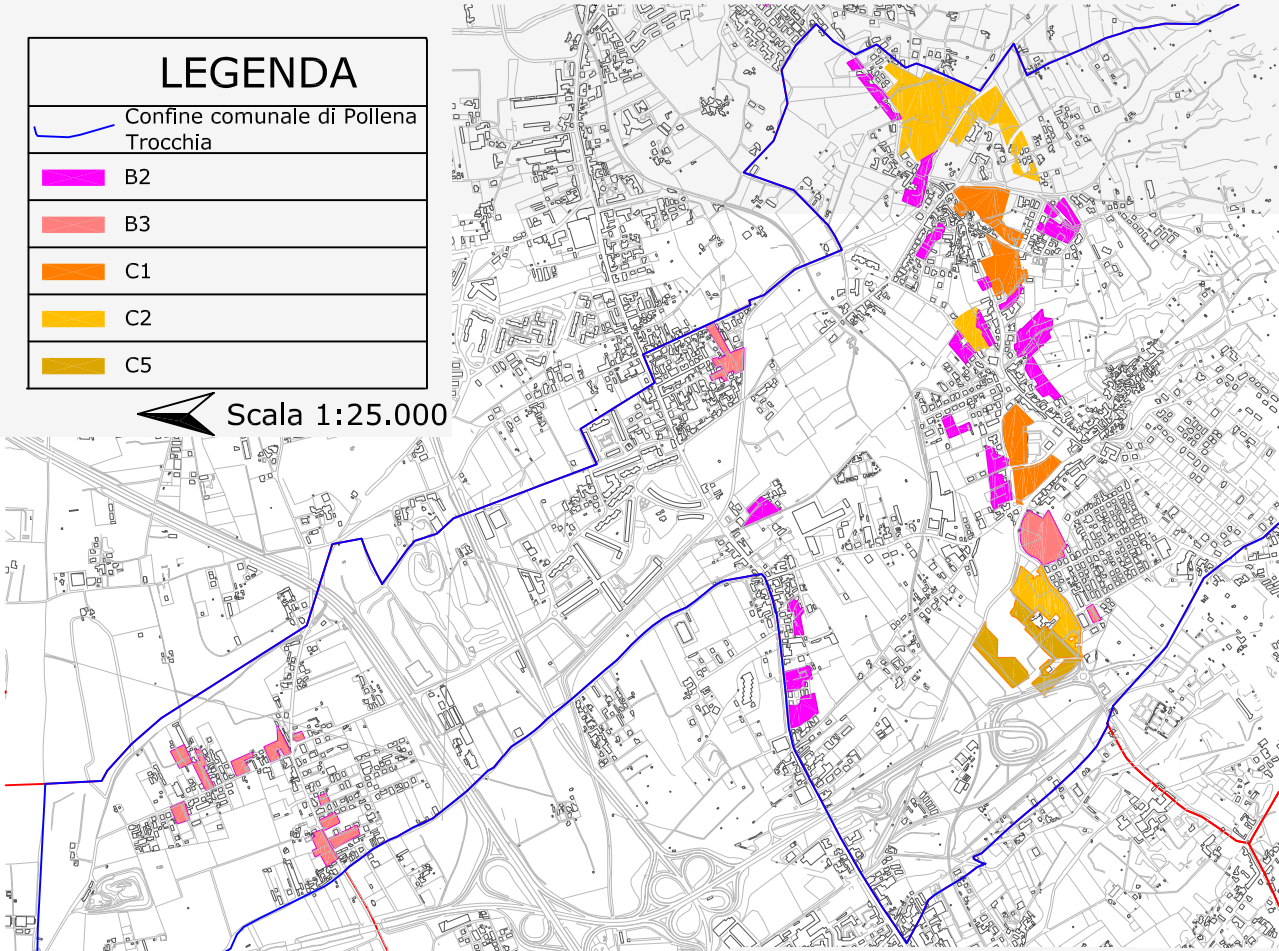 LEGENDA
Confine comunale di Pollena
Trocchia
B2
B3
C1
C2
C5
Scala 1:25.000